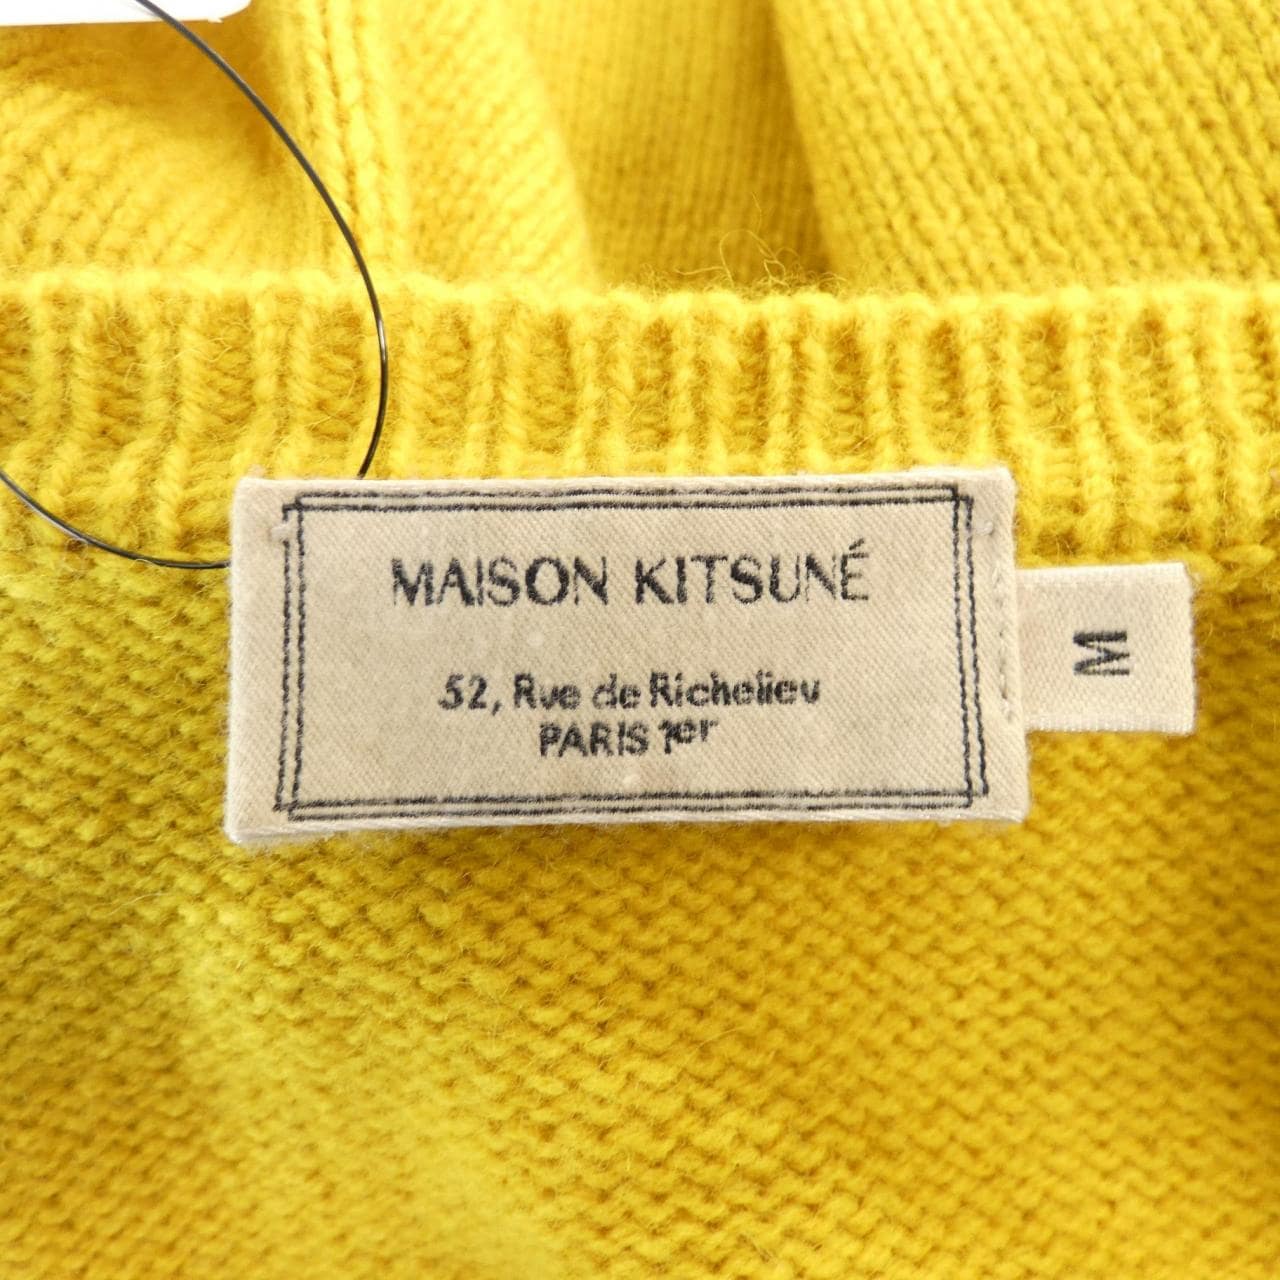 MAISON KITSUNÉ
52, Rue de Richelieu
PARIS 1er
M